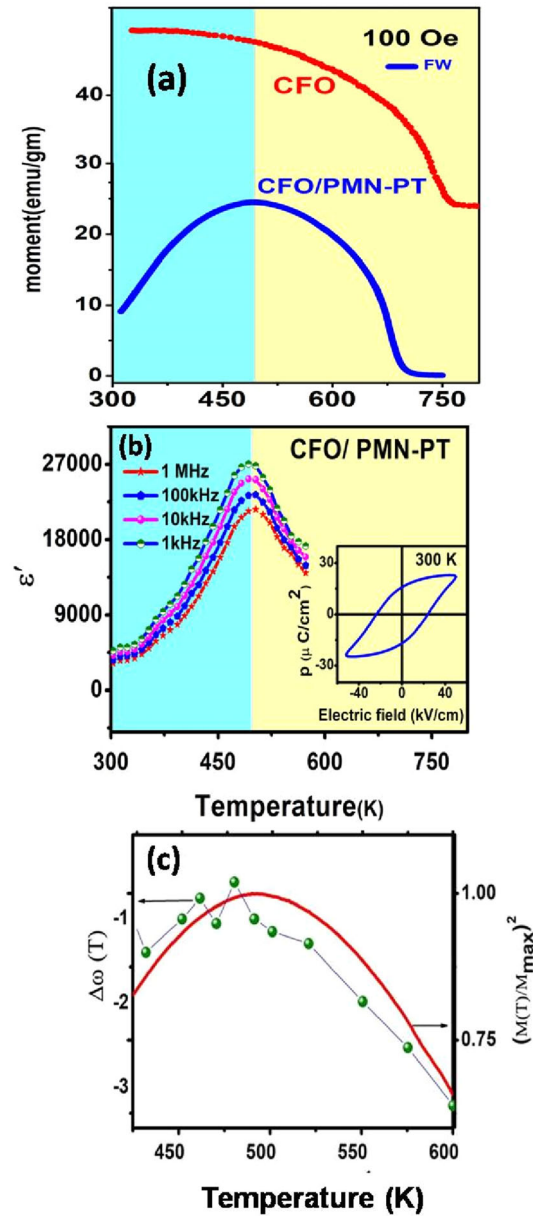 (a)
100 Oe
FW
CFO
CFO/PMN-PT
moment(emu/gm)
40
30
20
10
0
300 450 600 750
(b)
CFO/ PMN-PT
1 MHz
100kHz
10kHz
1kHz
ε′
27000
18000
9000
0
300 K
p (μ C/cm²)
30
0
-30
-40 0 40
Electric field (kV/cm)
300 450 600 750
Temperature(K)
(c)
Δω (T)
-1
-2
-3
1.00
0.75
(M(T)/Mmax)²
450 500 550 600
Temperature (K)